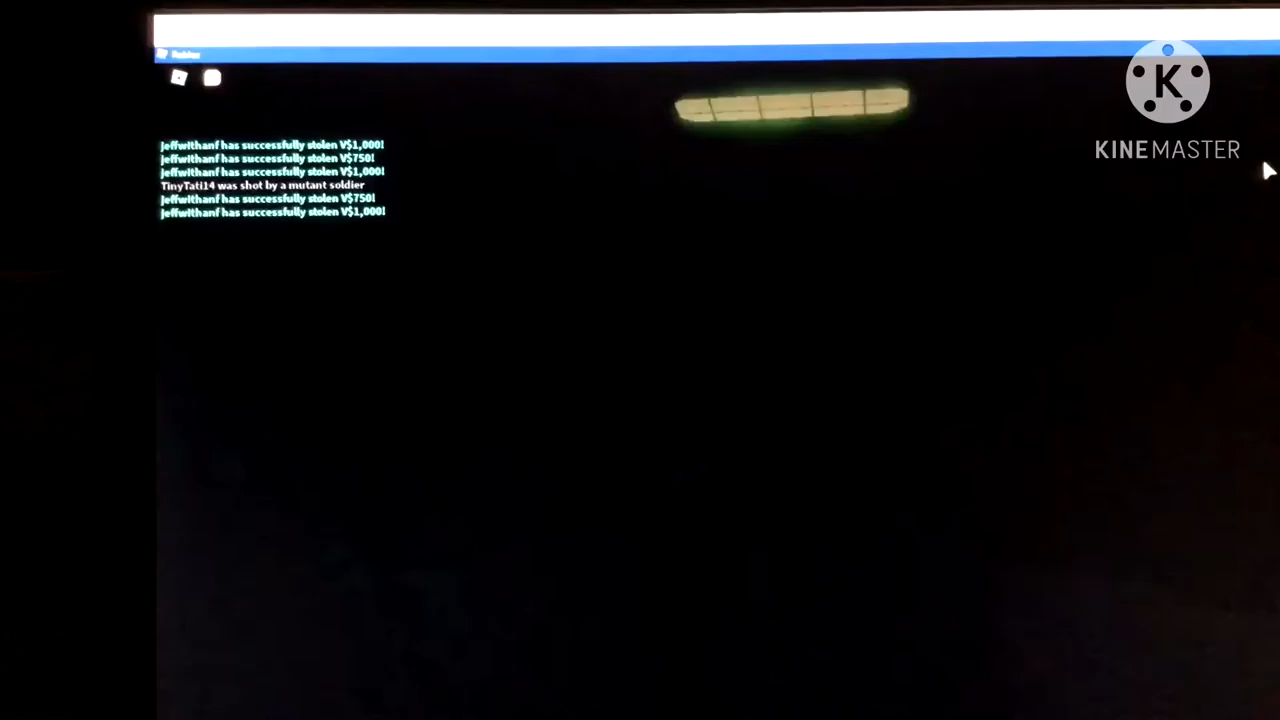 Roblox
Jeffwithanf has successfully stolen V$1,000!
Jeffwithanf has successfully stolen V$750!
Jeffwithanf has successfully stolen V$1,000!
TinyTati14 was shot by a mutant soldier
Jeffwithanf has successfully stolen V$750!
Jeffwithanf has successfully stolen V$1,000!
K
KINEMASTER